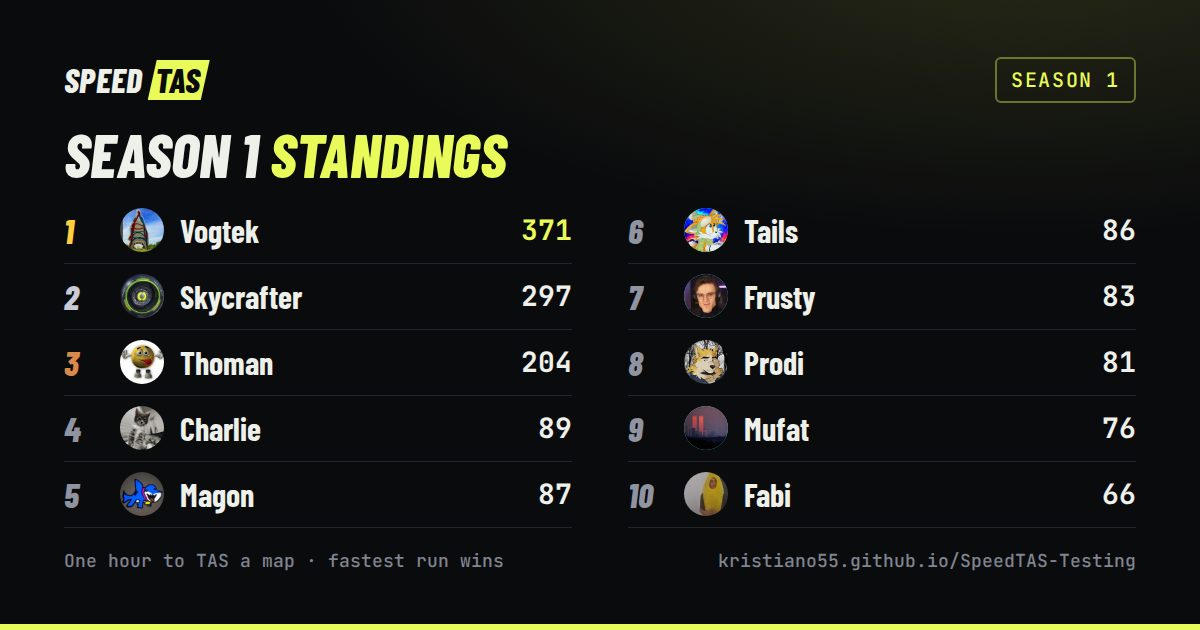 SPEED TAS
SEASON 1
SEASON 1 STANDINGS
1 Vogtek 371
2 Skycrafter 297
3 Thoman 204
4 Charlie 89
5 Magon 87
6 Tails 86
7 Frusty 83
8 Prodi 81
9 Mufat 76
10 Fabi 66
One hour to TAS a map · fastest run wins
kristiano55.github.io/SpeedTAS-Testing